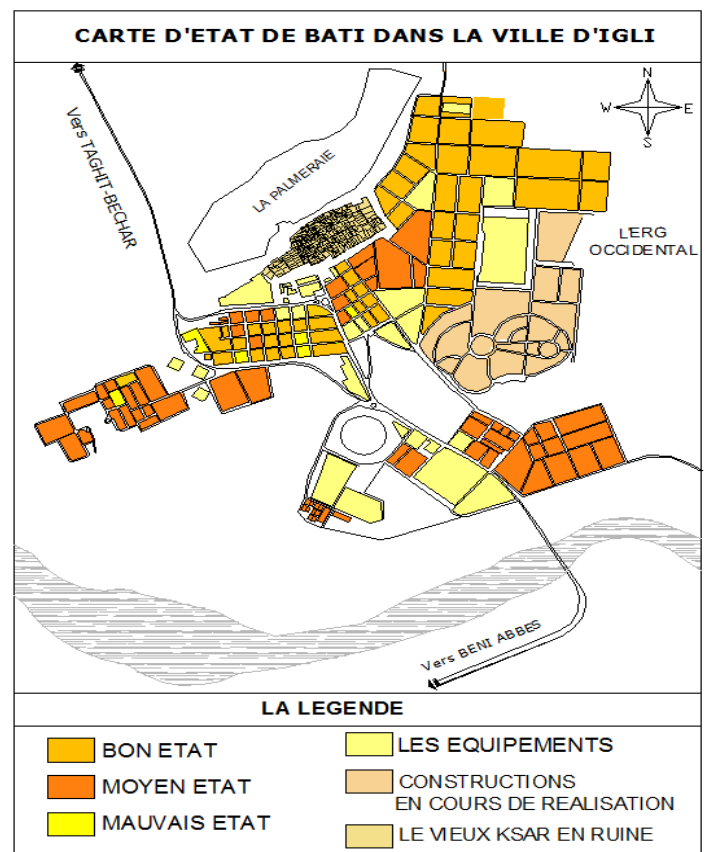 CARTE D'ETAT DE BATI DANS LA VILLE D'IGLI
N
W
E
S
Vers TAGHIT-BECHAR
LA PALMERAIE
L'ERG
OCCIDENTAL
Vers BENI ABBES
LA LEGENDE
BON ETAT
MOYEN ETAT
MAUVAIS ETAT
LES EQUIPEMENTS
CONSTRUCTIONS
EN COURS DE REALISATION
LE VIEUX KSAR EN RUINE